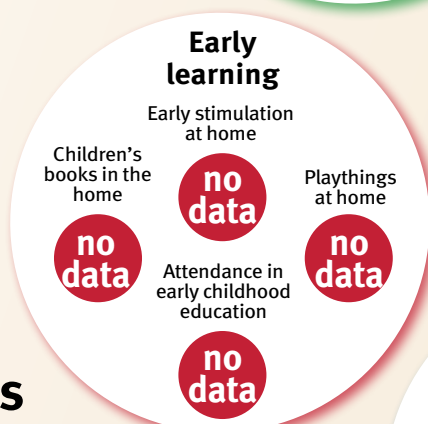 Early
learning
Early stimulation
at home
no
data
Children’s
books in the
home
no
data
Playthings
at home
no
data
Attendance in
early childhood
education
no
data
s